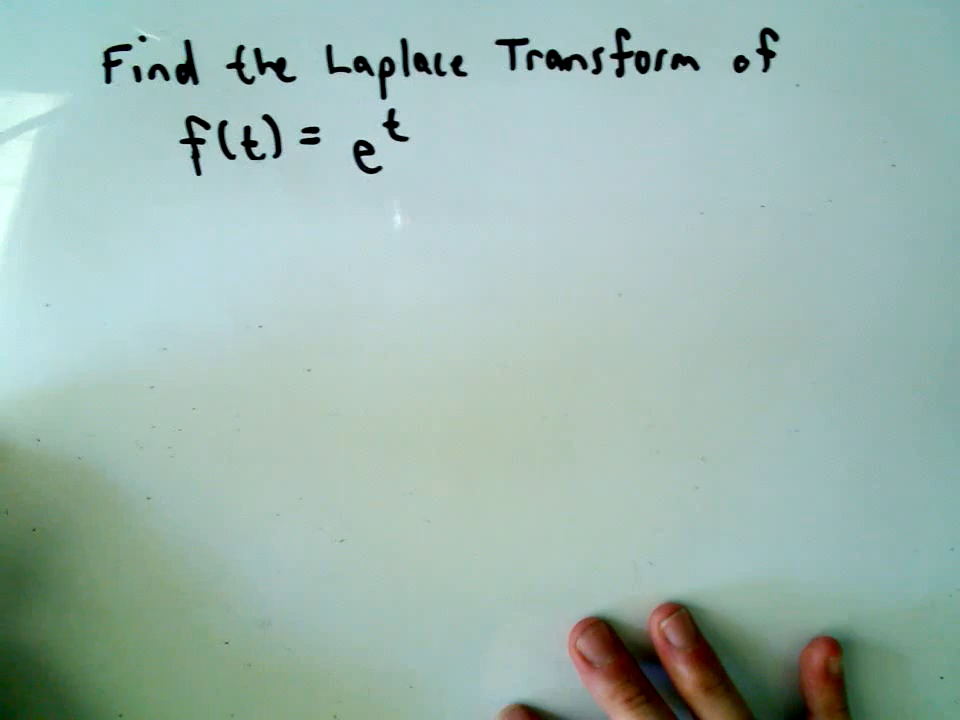 Find the Laplace Transform of
f(t) = e^t